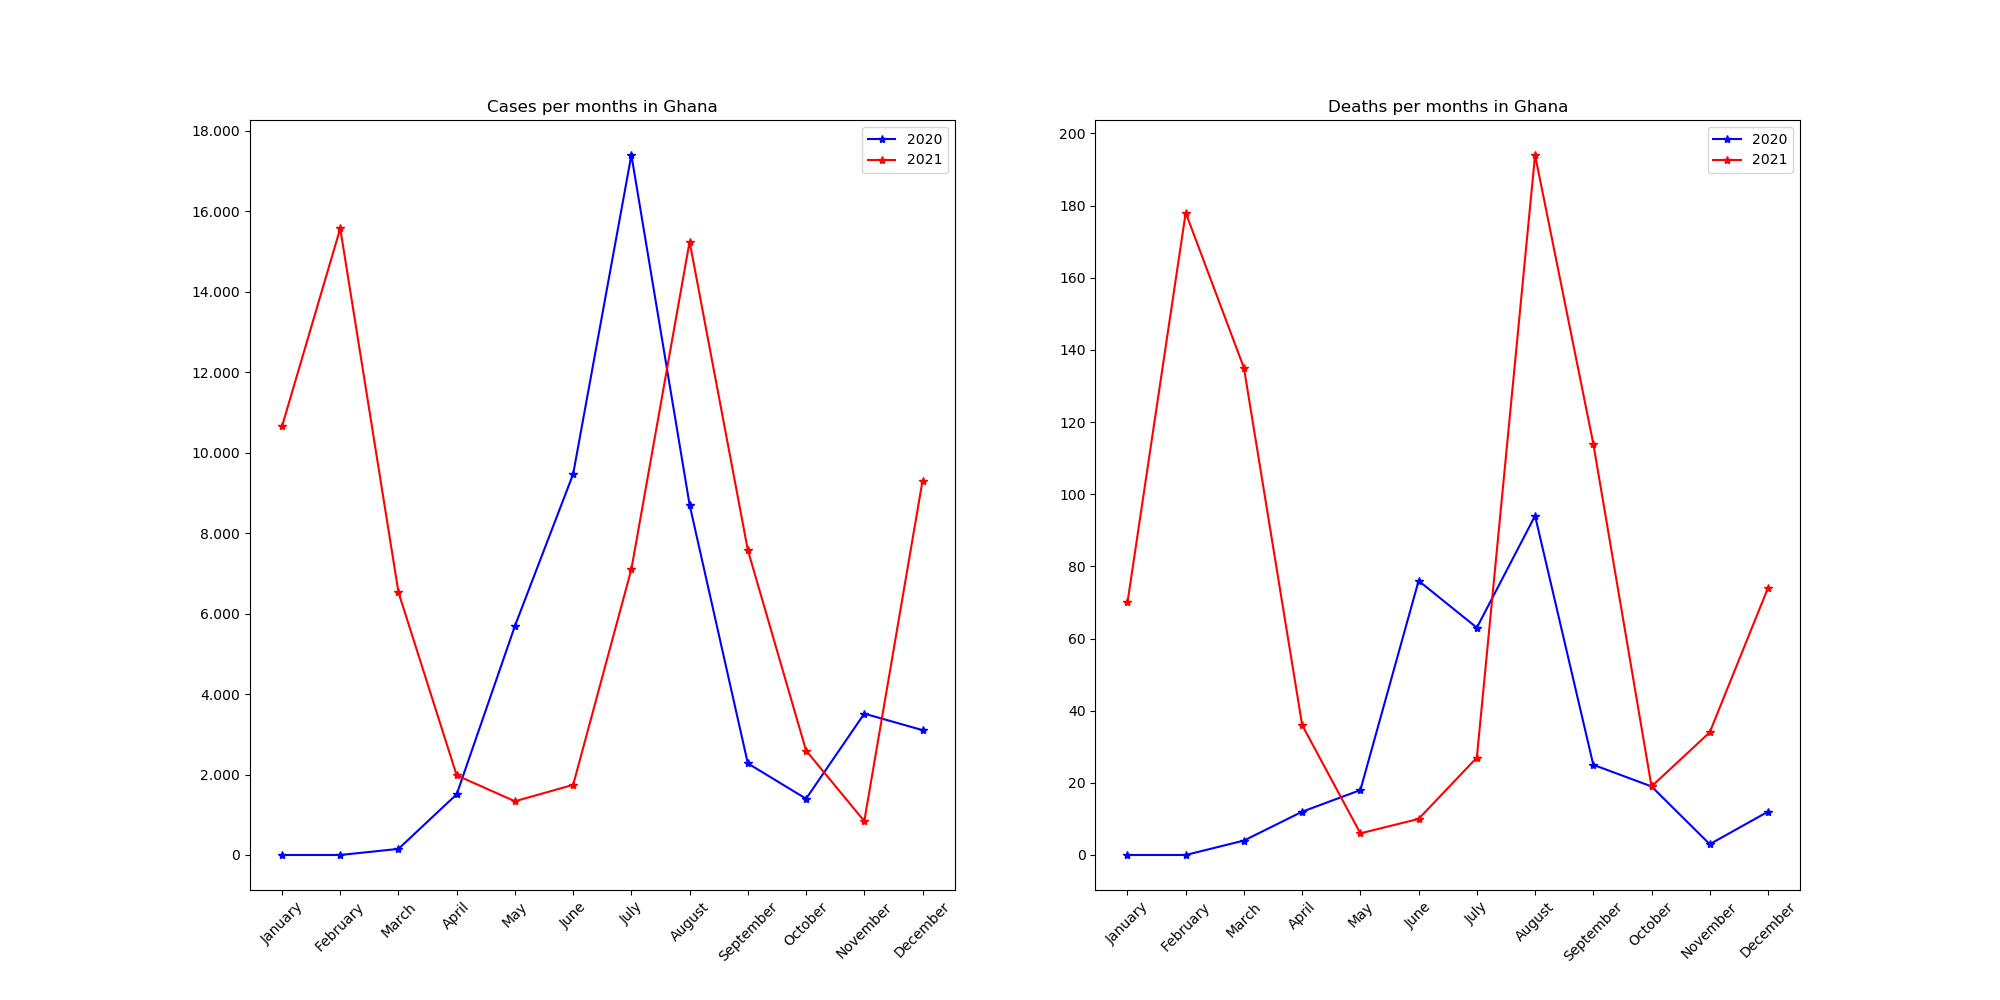 Cases per months in Ghana
18.000
16.000
14.000
12.000
10.000
8.000
6.000
4.000
2.000
0
2020
2021
January
February
March
April
May
June
July
August
September
October
November
December
Deaths per months in Ghana
200
180
160
140
120
100
80
60
40
20
0
2020
2021
January
February
March
April
May
June
July
August
September
October
November
December